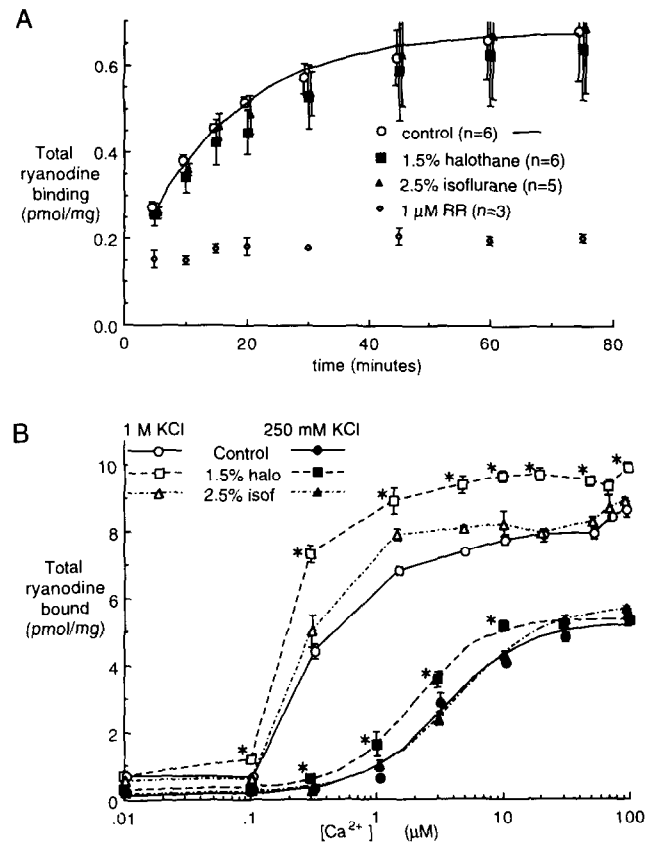 A
0.6
0.4
0.2
0.0
Total
ryanodine
binding
(pmol/mg)
control (n=6)
1.5% halothane (n=6)
2.5% isoflurane (n=5)
1 μM RR (n=3)
0 20 40 60 80
time (minutes)
B
1 M KCl 250 mM KCl
Control
1.5% halo
2.5% isof
10
8
6
4
2
0
Total
ryanodine
bound
(pmol/mg)
* * * * * * * *
* * * * *
.01 .1 1 10 100
[Ca2+] (μM)